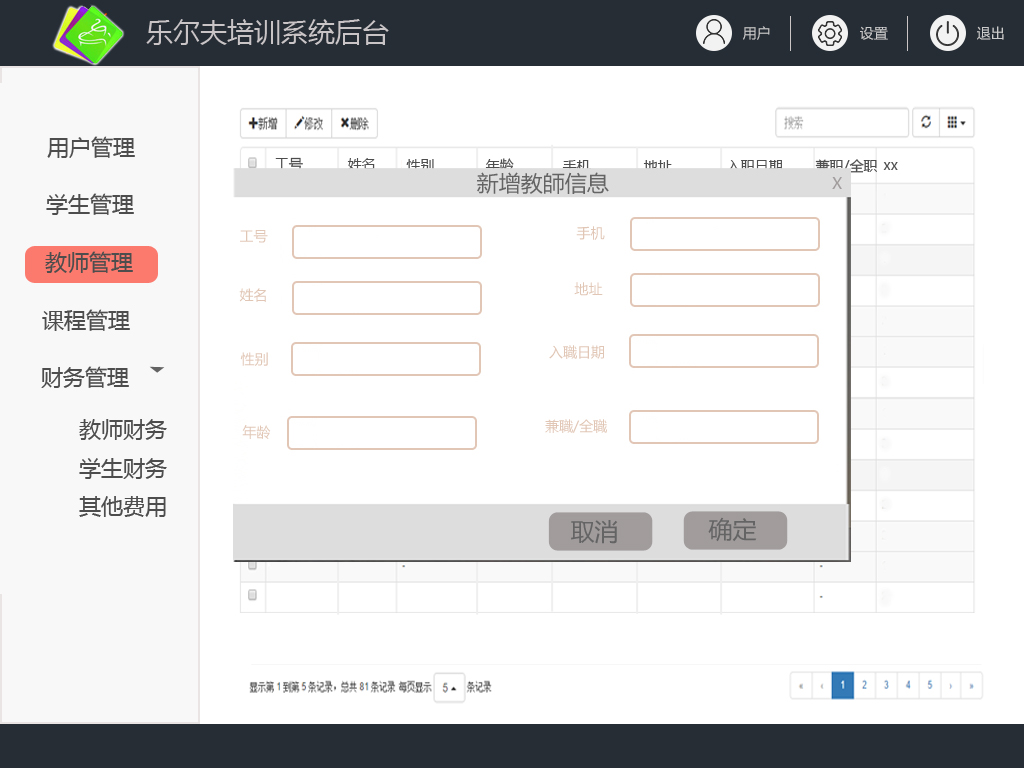 乐尔夫培训系统后台
用户
设置
退出
用户管理
学生管理
教师管理
课程管理
财务管理
教师财务
学生财务
其他费用
新增 修改 删除
搜索
工号 姓名 性别 年龄 手机 地址 入职日期 兼职/全职 xx
新增教師信息 X
工号 手机
姓名 地址
性别 入職日期
年龄 兼職/全職
取消 确定
显示第 1 到第 5 条记录，总共 81 条记录 每页显示 5 条记录
« ‹ 1 2 3 4 5 › »